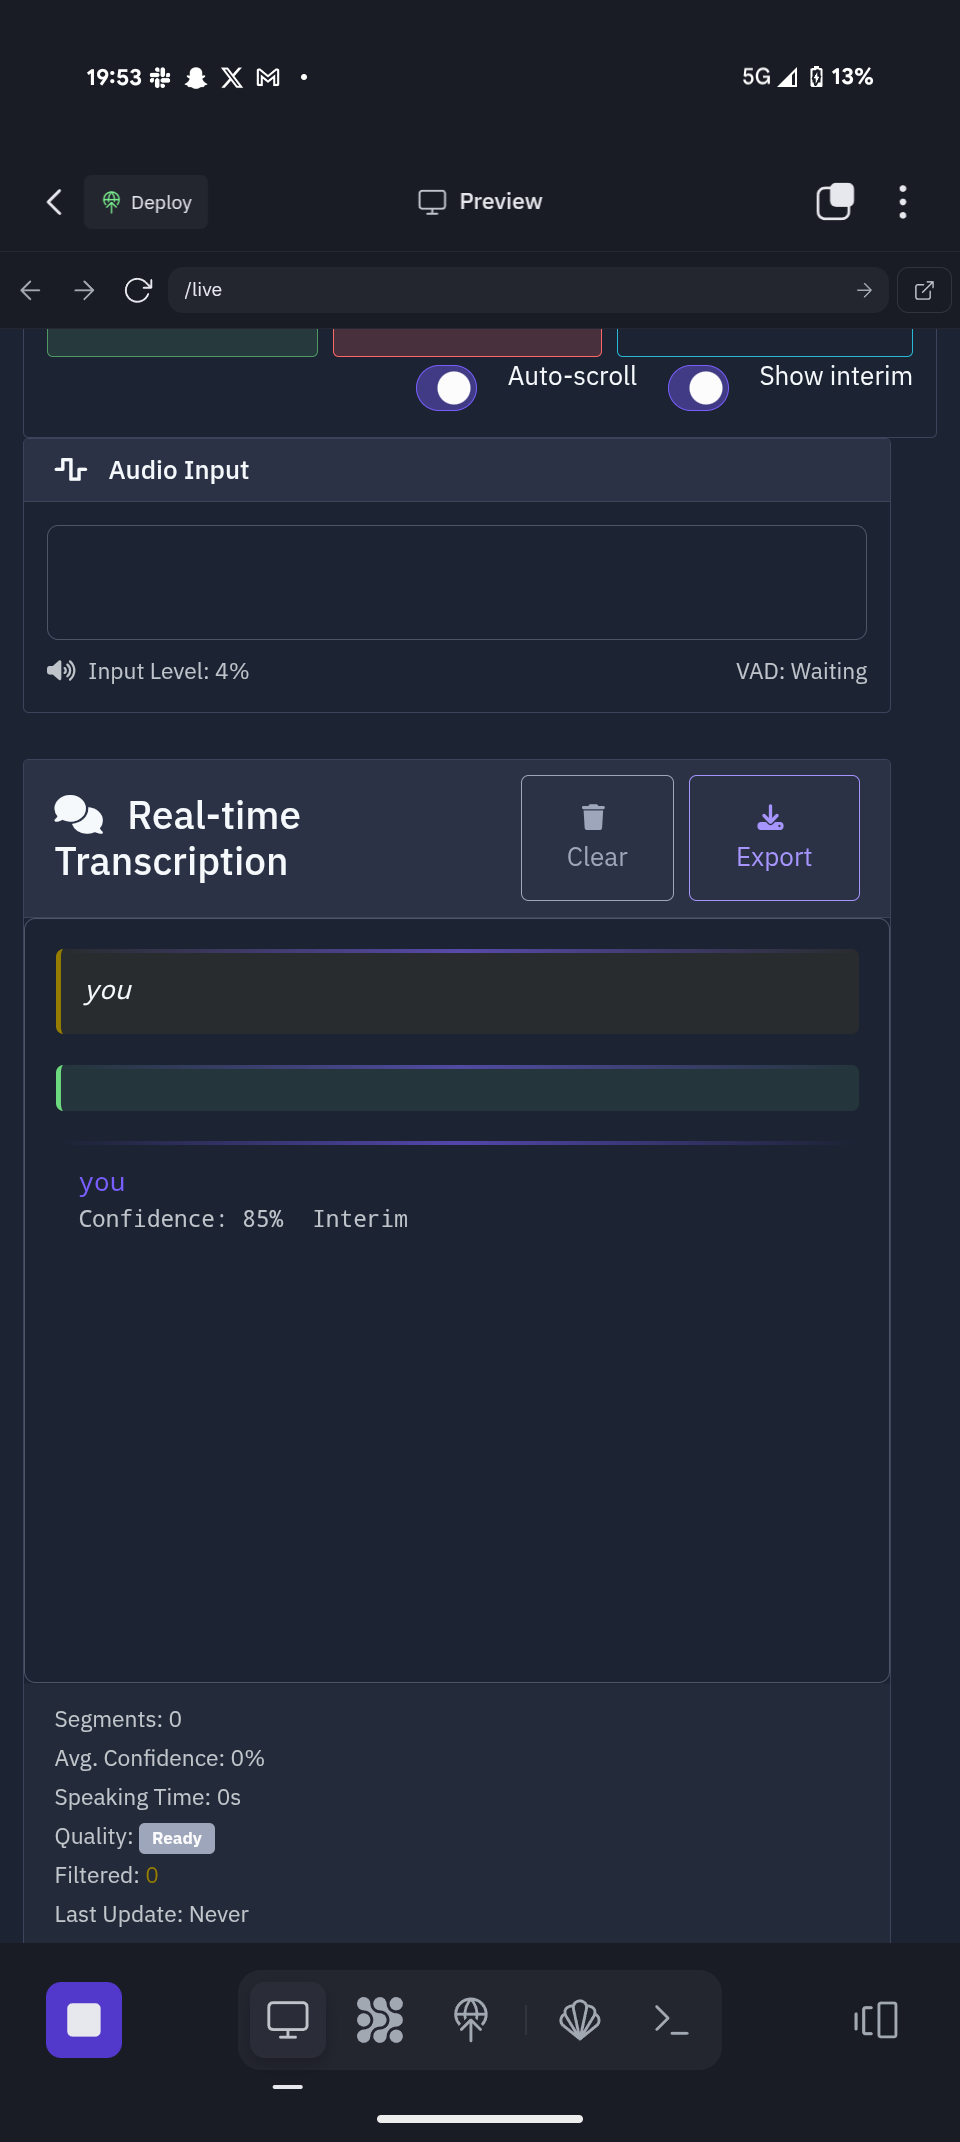 19:53
5G 13%
Deploy
Preview
/live
Auto-scroll Show interim
Audio Input
Input Level: 4% VAD: Waiting
Real-time
Transcription
Clear
Export
you
you
Confidence: 85% Interim
Segments: 0
Avg. Confidence: 0%
Speaking Time: 0s
Quality: Ready
Filtered: 0
Last Update: Never